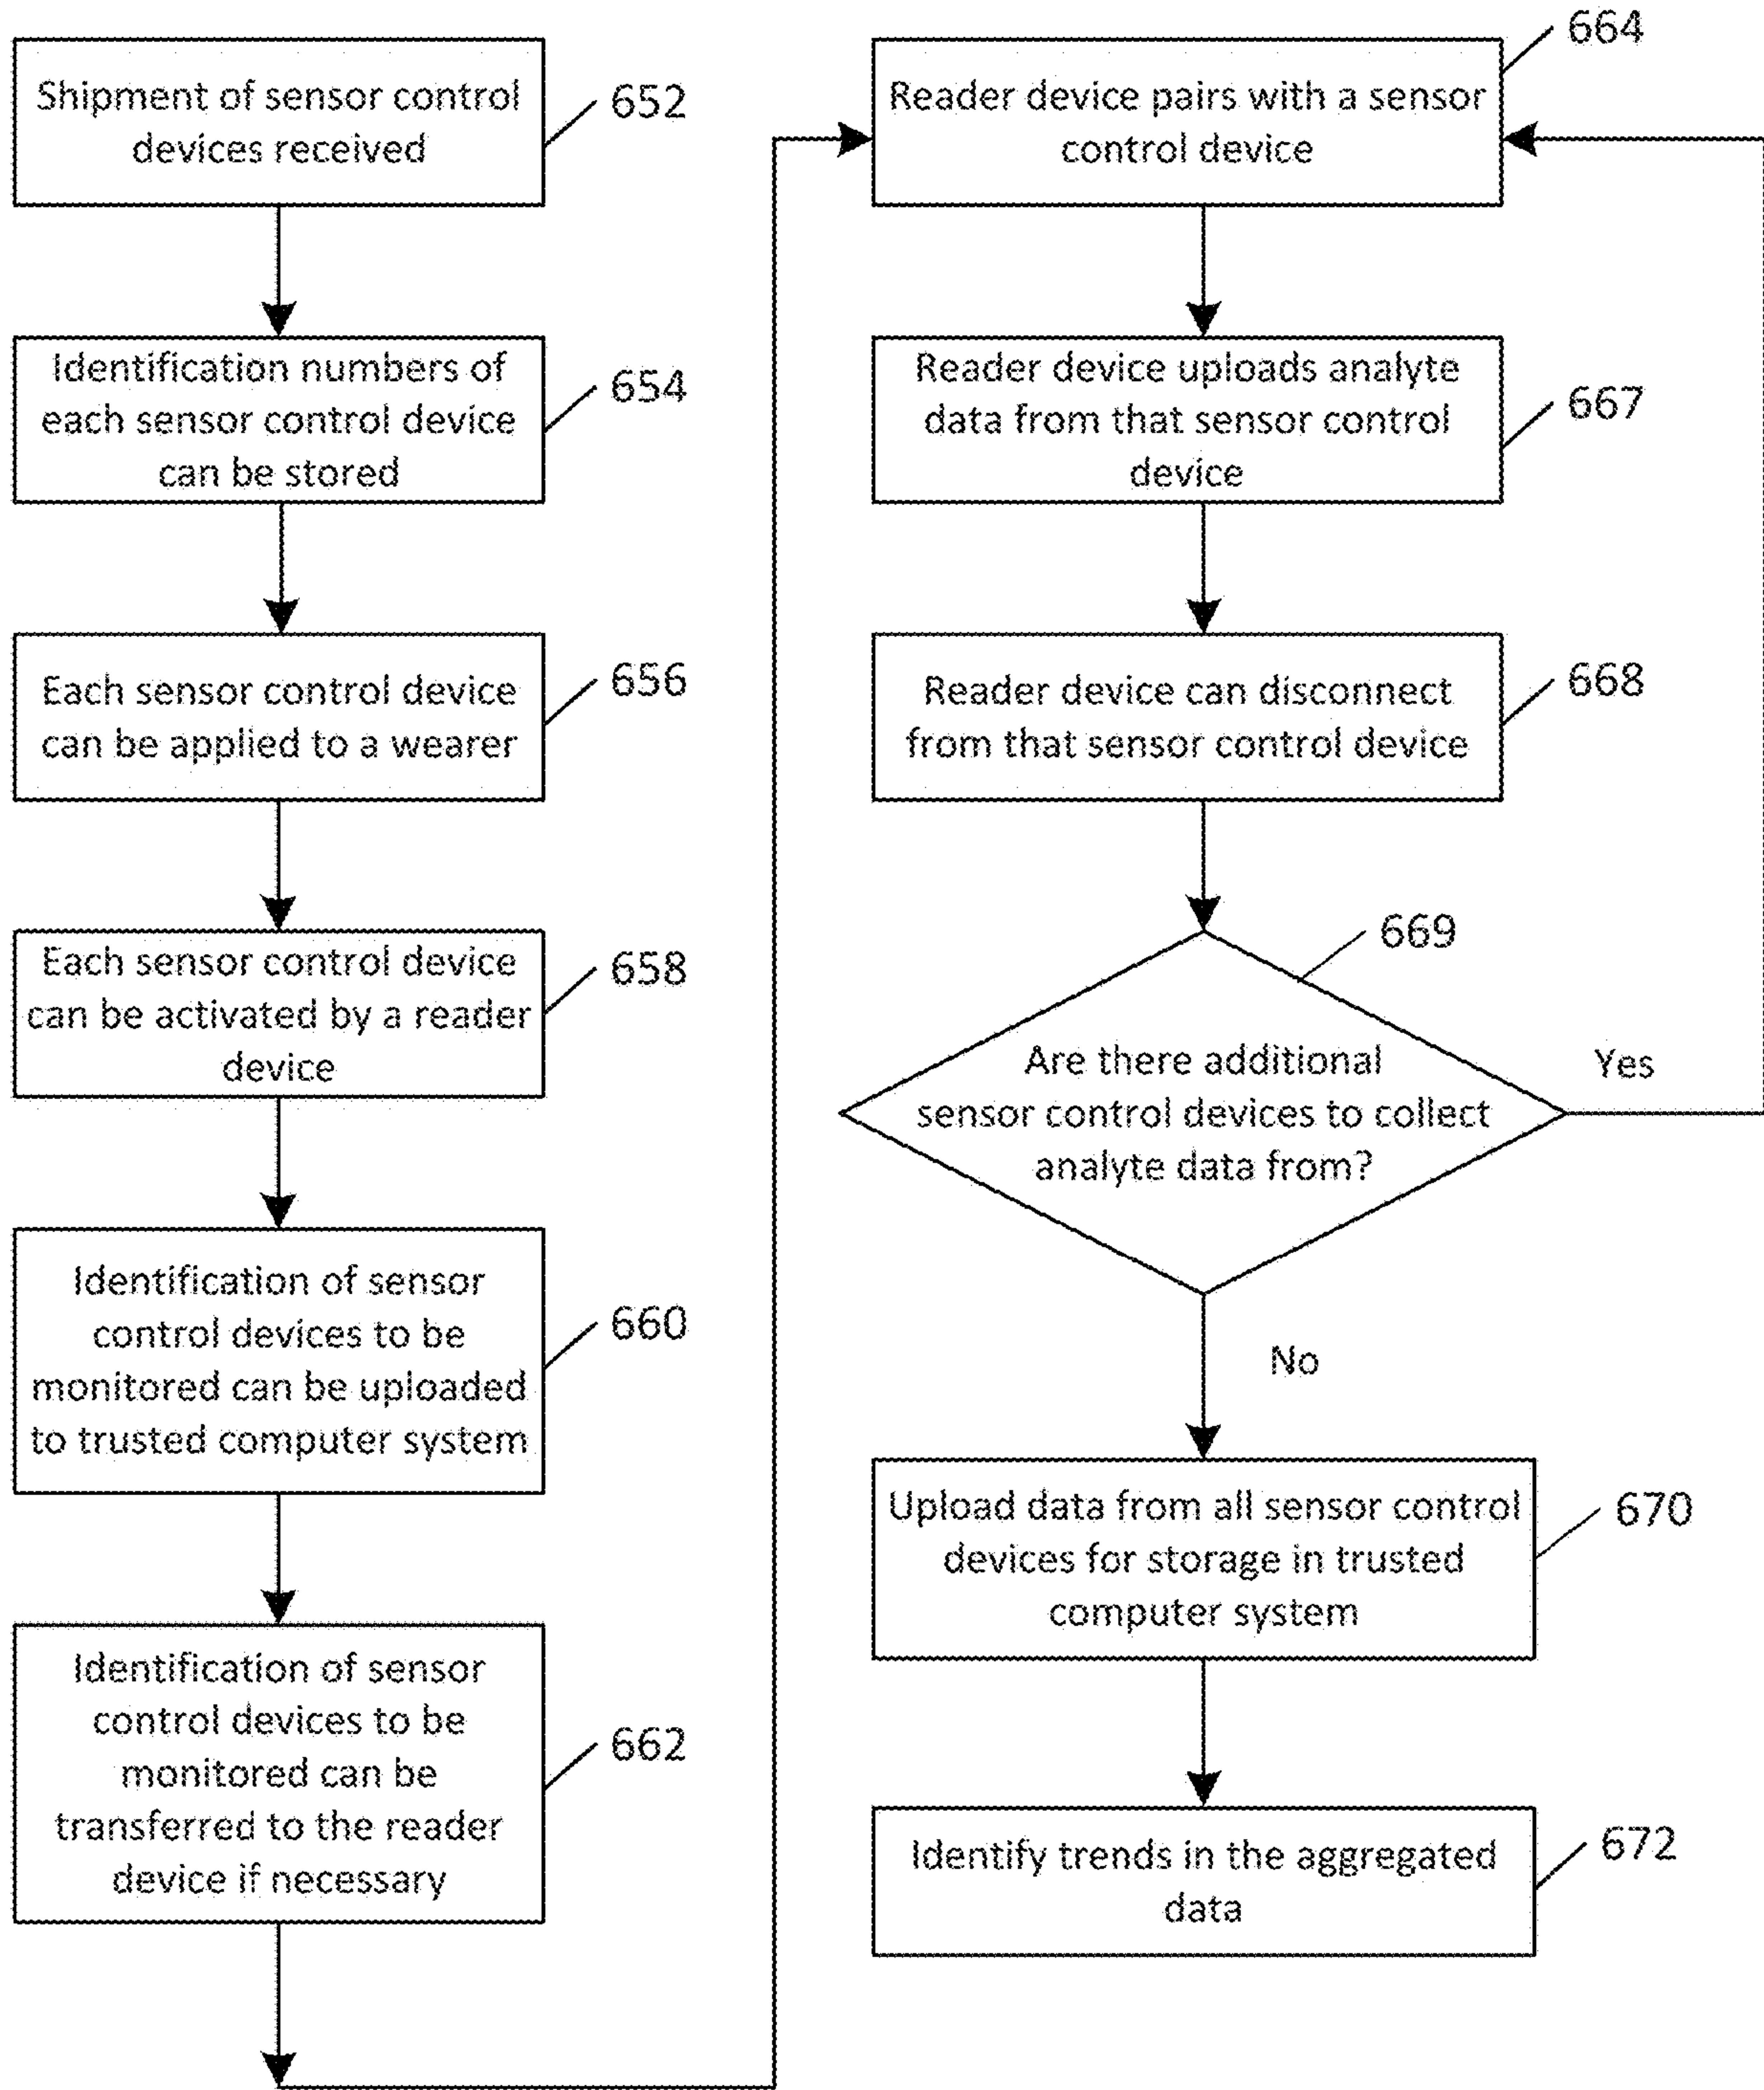 Shipment of sensor control
devices received
652
Identification numbers of
each sensor control device
can be stored
654
Each sensor control device
can be applied to a wearer
656
Each sensor control device
can be activated by a reader
device
658
Identification of sensor
control devices to be
monitored can be uploaded
to trusted computer system
660
Identification of sensor
control devices to be
monitored can be
transferred to the reader
device if necessary
662
664
Reader device pairs with a sensor
control device
Reader device uploads analyte
data from that sensor control
device
667
Reader device can disconnect
from that sensor control device
668
669
Are there additional
sensor control devices to collect
analyte data from?
Yes
No
Upload data from all sensor control
devices for storage in trusted
computer system
670
Identify trends in the aggregated
data
672